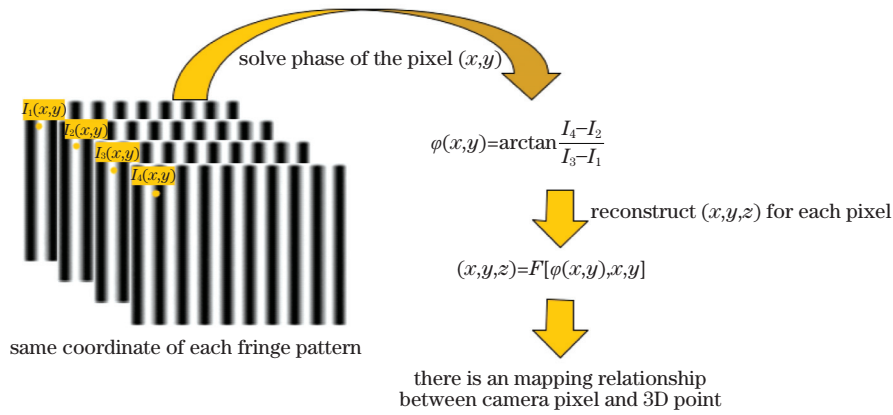 solve phase of the pixel (x,y)
I₁(x,y)
I₂(x,y)
I₃(x,y)
I₄(x,y)
φ(x,y)=arctan (I₄−I₂)/(I₃−I₁)
reconstruct (x,y,z) for each pixel
(x,y,z)=F[φ(x,y),x,y]
same coordinate of each fringe pattern
there is an mapping relationship
between camera pixel and 3D point